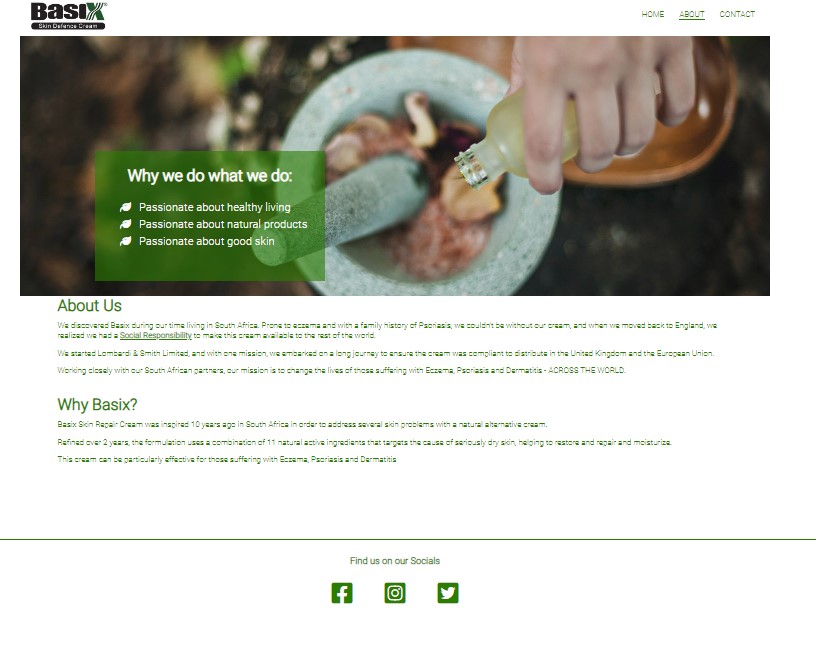 BasiX®
Skin Defence Cream
HOME ABOUT CONTACT
Why we do what we do:
Passionate about healthy living
Passionate about natural products
Passionate about good skin
About Us
We discovered Basix during our time living in South Africa. Prone to eczema and with a family history of Psoriasis, we couldn't be without our cream, and when we moved back to England, we
realized we had a Social Responsibility to make this cream available to the rest of the world.
We started Lombardi & Smith Limited, and with one mission, we embarked on a long journey to ensure the cream was compliant to distribute in the United Kingdom and the European Union.
Working closely with our South African partners, our mission is to change the lives of those suffering with Eczema, Psoriasis and Dermatitis - ACROSS THE WORLD.
Why Basix?
Basix Skin Repair Cream was inspired 10 years ago in South Africa in order to address several skin problems with a natural alternative cream.
Refined over 2 years, the formulation uses a combination of 11 natural active ingredients that targets the cause of seriously dry skin, helping to restore and repair and moisturize.
This cream can be particularly effective for those suffering with Eczema, Psoriasis and Dermatitis
Find us on our Socials